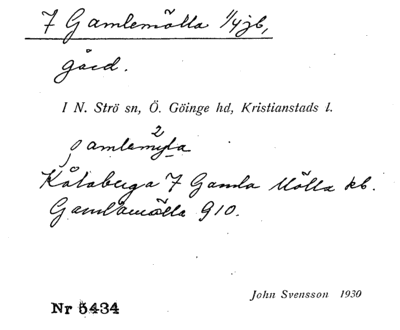 7 Gamlemölla 1/4 jb,
gård.
I N. Strö sn, Ö. Göinge hd, Kristianstads l.
2
gamlemyla
Kålaberga 7 Gamla Mölla kb.
Gamlamölla 910.
John Svensson 1930
Nr 5434